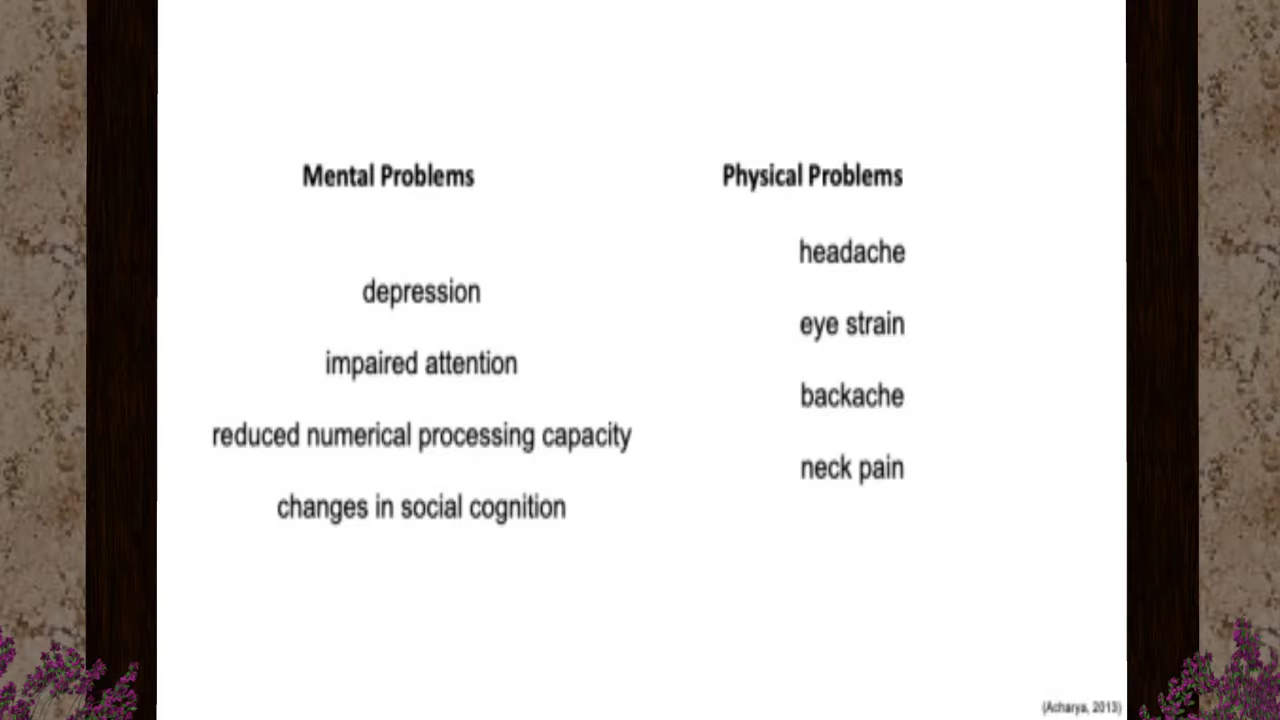 Mental Problems
depression
impaired attention
reduced numerical processing capacity
changes in social cognition
Physical Problems
headache
eye strain
backache
neck pain
(Acharya, 2013)